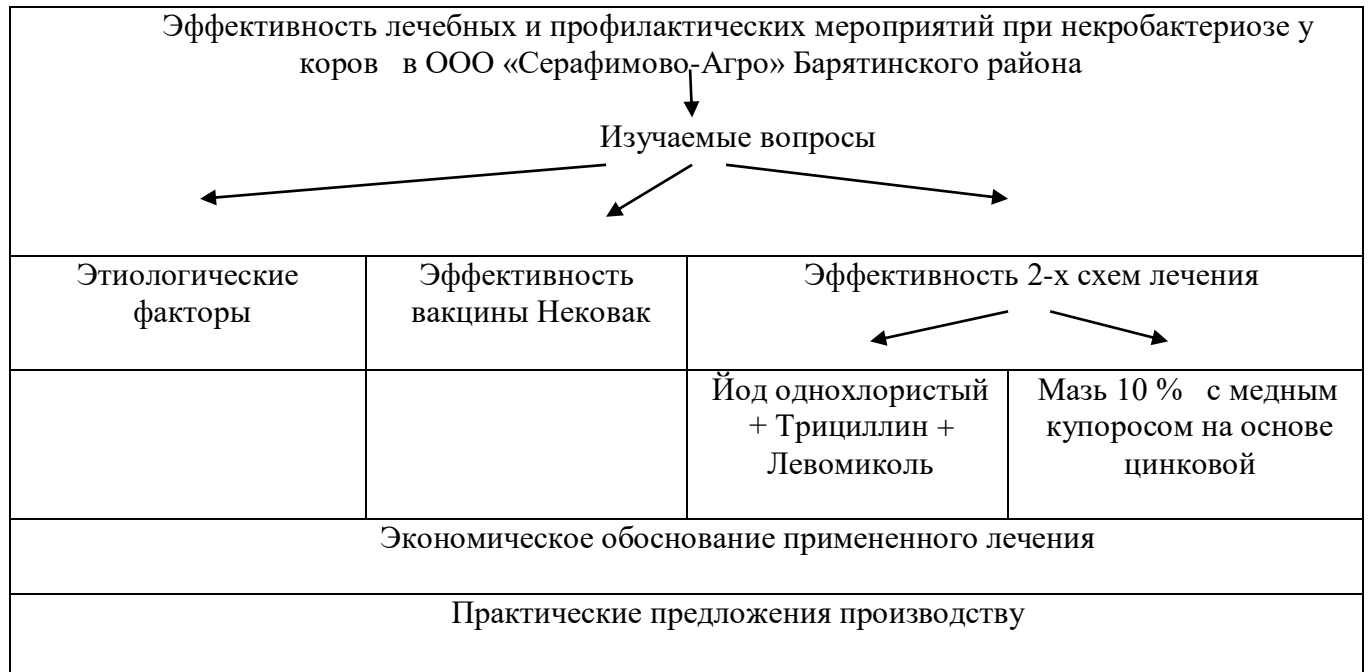 Эффективность лечебных и профилактических мероприятий при некробактериозе у
коров в ООО «Серафимово-Агро» Барятинского района
Изучаемые вопросы
Этиологические
факторы
Эффективность
вакцины Нековак
Эффективность 2-х схем лечения
Йод однохлористый
+ Трициллин +
Левомиколь
Мазь 10 % с медным
купоросом на основе
цинковой
Экономическое обоснование примененного лечения
Практические предложения производству